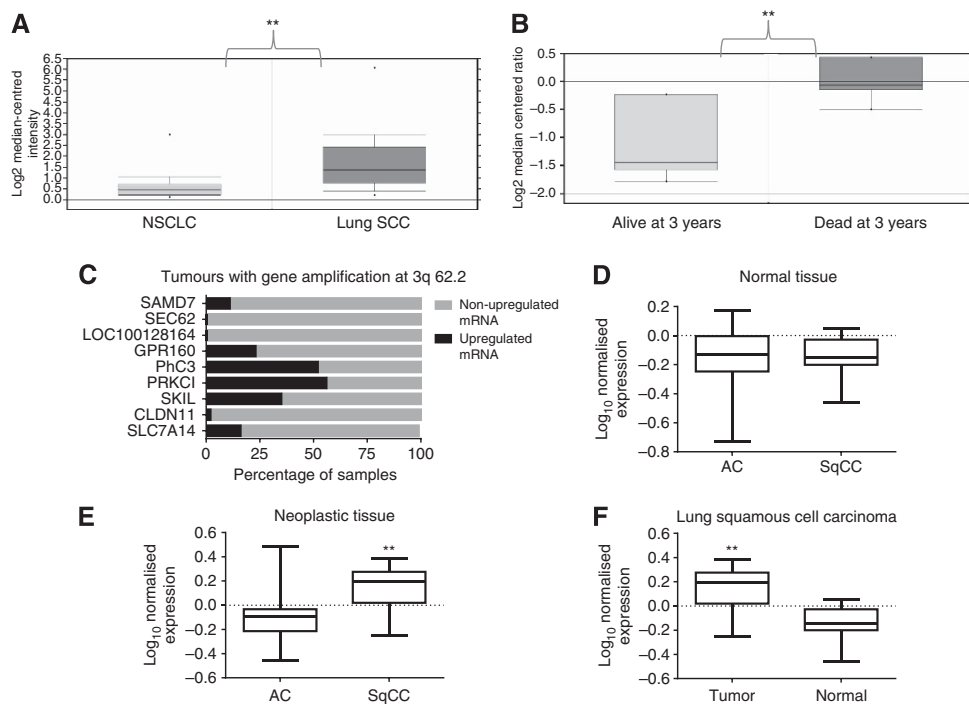 A
**
Log2 median-centred
intensity
6.5
6.0
5.5
5.0
4.5
4.0
3.5
3.0
2.5
2.0
1.5
1.0
0.5
0.0
NSCLC
Lung SCC
B
**
Log2 median centered ratio
0.5
0.0
−0.5
−1.0
−1.5
−2.0
Alive at 3 years
Dead at 3 years
C
Tumours with gene amplification at 3q 62.2
SAMD7
SEC62
LOC100128164
GPR160
PhC3
PRKCI
SKIL
CLDN11
SLC7A14
0
25
50
75
100
Percentage of samples
Non-upregulated
mRNA
Upregulated
mRNA
D
Normal tissue
Log10 normalised
expression
0.2
0.0
−0.2
−0.4
−0.6
−0.8
AC
SqCC
E
Neoplastic tissue
Log10 normalised
expression
0.6
0.4
0.2
0.0
−0.2
−0.4
−0.6
**
AC
SqCC
F
Lung squamous cell carcinoma
Log10 normalised
expression
0.6
0.4
0.2
0.0
−0.2
−0.4
−0.6
**
Tumor
Normal